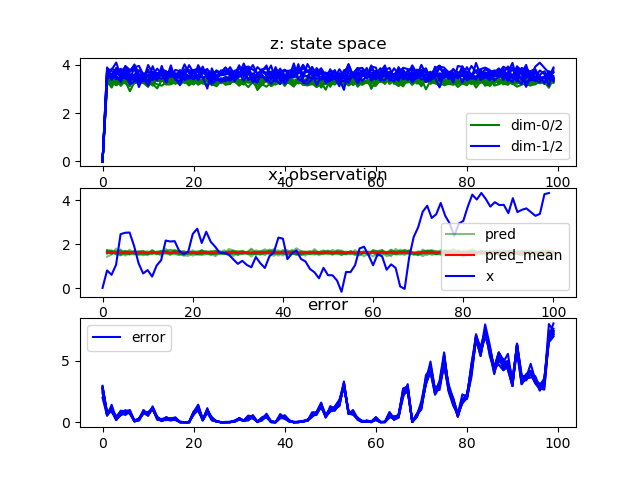 z: state space
4
2
0
dim-0/2
dim-1/2
0 20 40 60 80 100
x: observation
4
2
0
pred
pred_mean
x
0 20 40 60 80 100
error
error
5
0
0 20 40 60 80 100